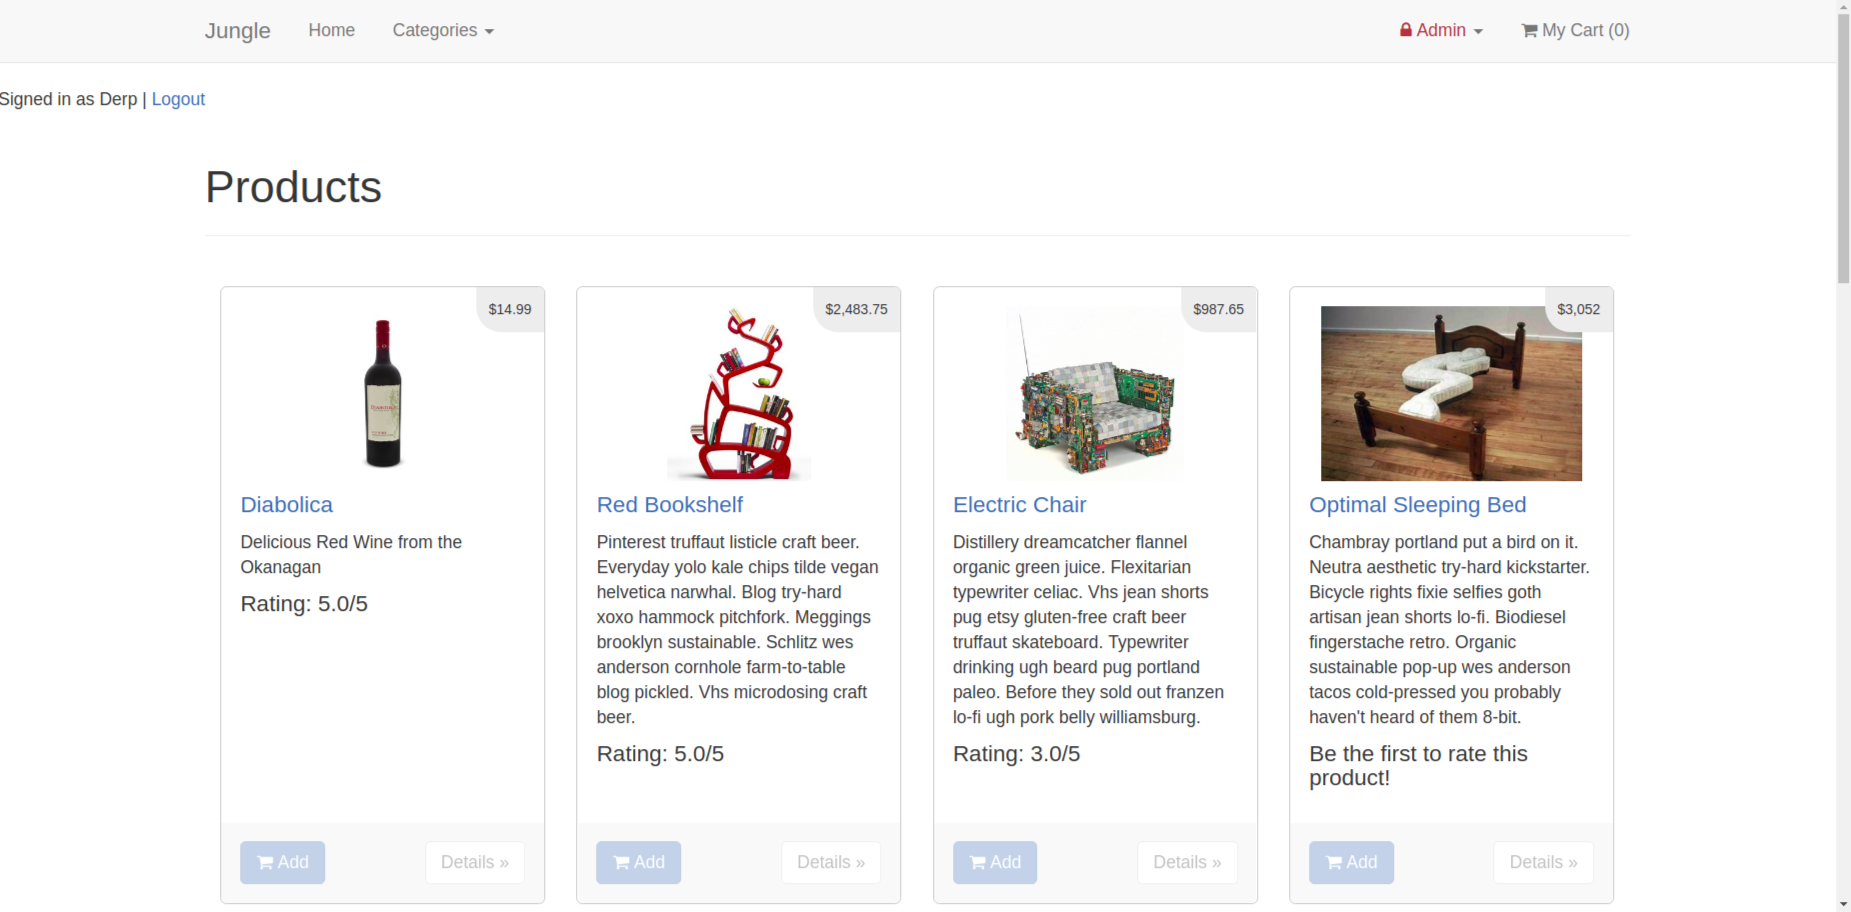 Jungle Home Categories Admin My Cart (0)
Signed in as Derp | Logout
Products
$14.99
Diabolica
Delicious Red Wine from the
Okanagan
Rating: 5.0/5
Add Details »
$2,483.75
Red Bookshelf
Pinterest truffaut listicle craft beer.
Everyday yolo kale chips tilde vegan
helvetica narwhal. Blog try-hard
xoxo hammock pitchfork. Meggings
brooklyn sustainable. Schlitz wes
anderson cornhole farm-to-table
blog pickled. Vhs microdosing craft
beer.
Rating: 5.0/5
Add Details »
$987.65
Electric Chair
Distillery dreamcatcher flannel
organic green juice. Flexitarian
typewriter celiac. Vhs jean shorts
pug etsy gluten-free craft beer
truffaut skateboard. Typewriter
drinking ugh beard pug portland
paleo. Before they sold out franzen
lo-fi ugh pork belly williamsburg.
Rating: 3.0/5
Add Details »
$3,052
Optimal Sleeping Bed
Chambray portland put a bird on it.
Neutra aesthetic try-hard kickstarter.
Bicycle rights fixie selfies goth
artisan jean shorts lo-fi. Biodiesel
fingerstache retro. Organic
sustainable pop-up wes anderson
tacos cold-pressed you probably
haven't heard of them 8-bit.
Be the first to rate this
product!
Add Details »